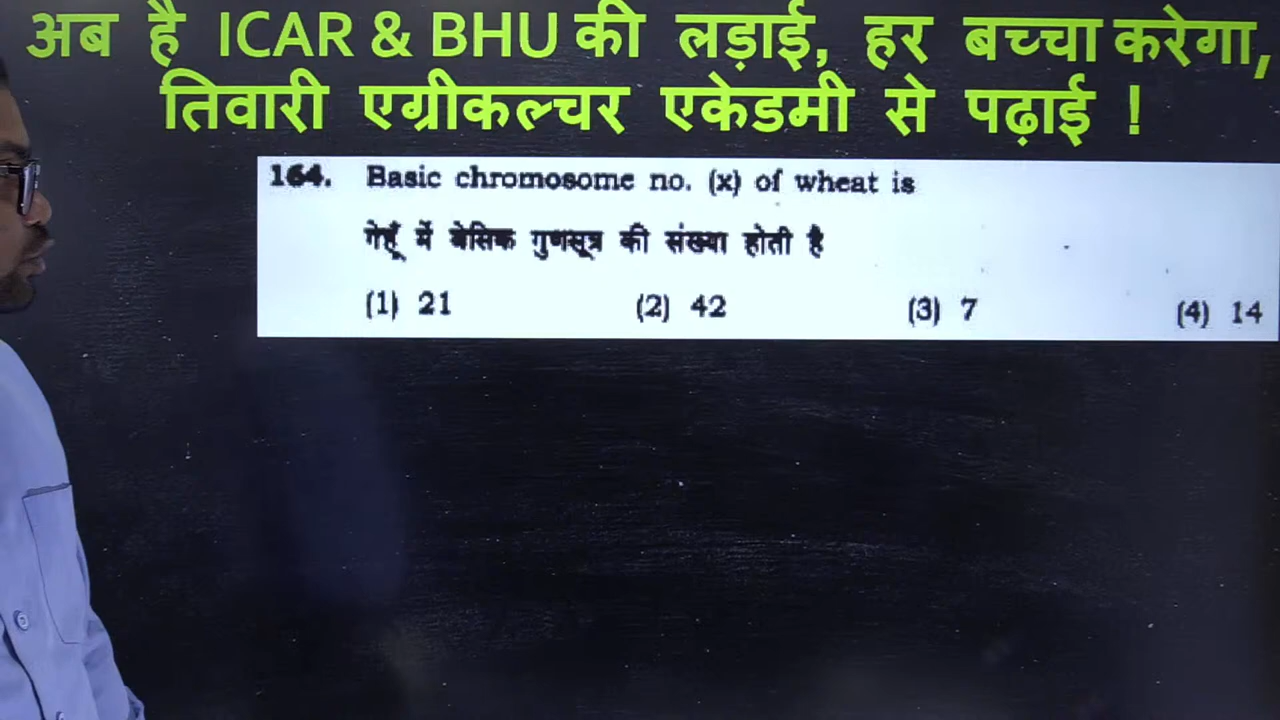 अब है ICAR & BHU की लड़ाई, हर बच्चा करेगा,
तिवारी एग्रीकल्चर एकेडमी से पढ़ाई !
164. Basic chromosome no. (x) of wheat is
गेहूँ में बेसिक गुणसूत्र की संख्या होती है
(1) 21 (2) 42 (3) 7 (4) 14